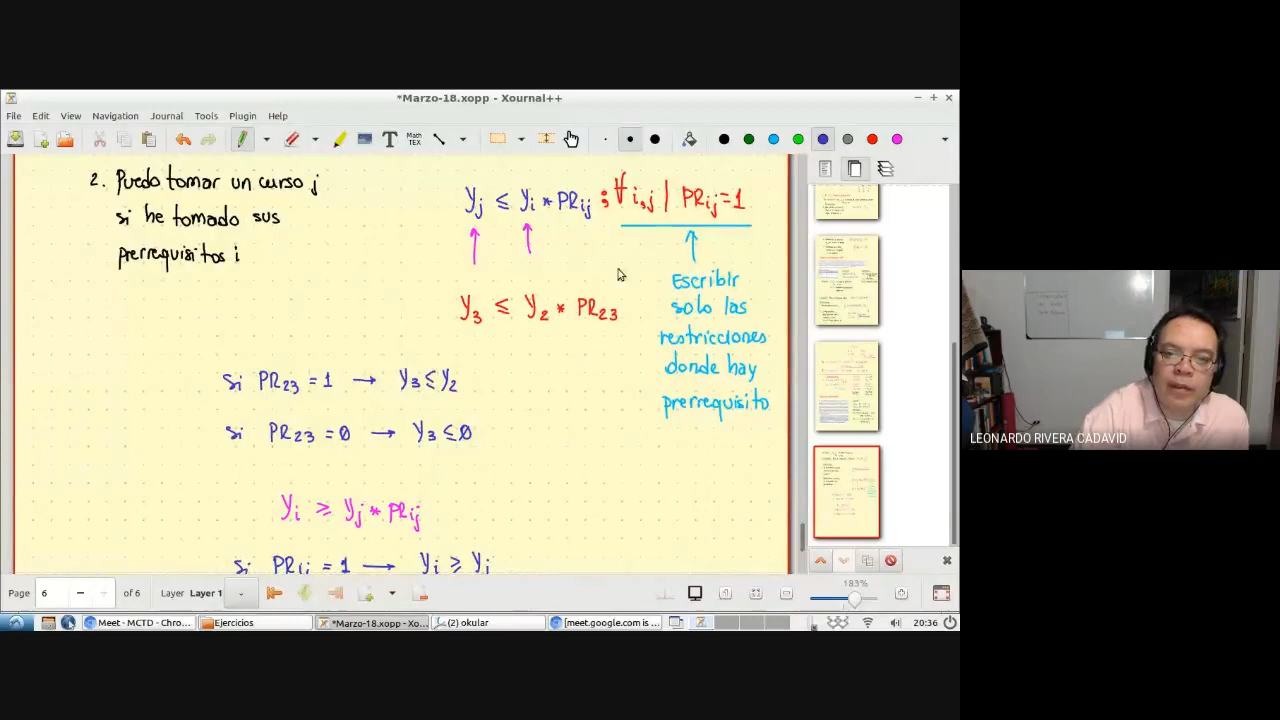 *Marzo-18.xopp - Xournal++
File Edit View Navigation Journal Tools Plugin Help
2. Puedo tomar un curso j
si he tomado sus
prerrequisitos i
Yj ≤ Yi * PRij ; ∀ i,j | PRij=1
Y3 ≤ Y2 * PR23
Escribir
solo las
restricciones
donde hay
prerrequisito
si PR23 = 1 → Y3 ≤ Y2
si PR23 = 0 → Y3 ≤ 0
Yi ≥ Yj * PRij
si PRij = 1 → Yi ≥ Yj
LEONARDO RIVERA CADAVID
183%
Page 6 of 6 Layer Layer 1
Meet - MCTD - Chro... Ejercicios *Marzo-18.xopp - Xo... (2) okular [meet.google.com is ... 20:36